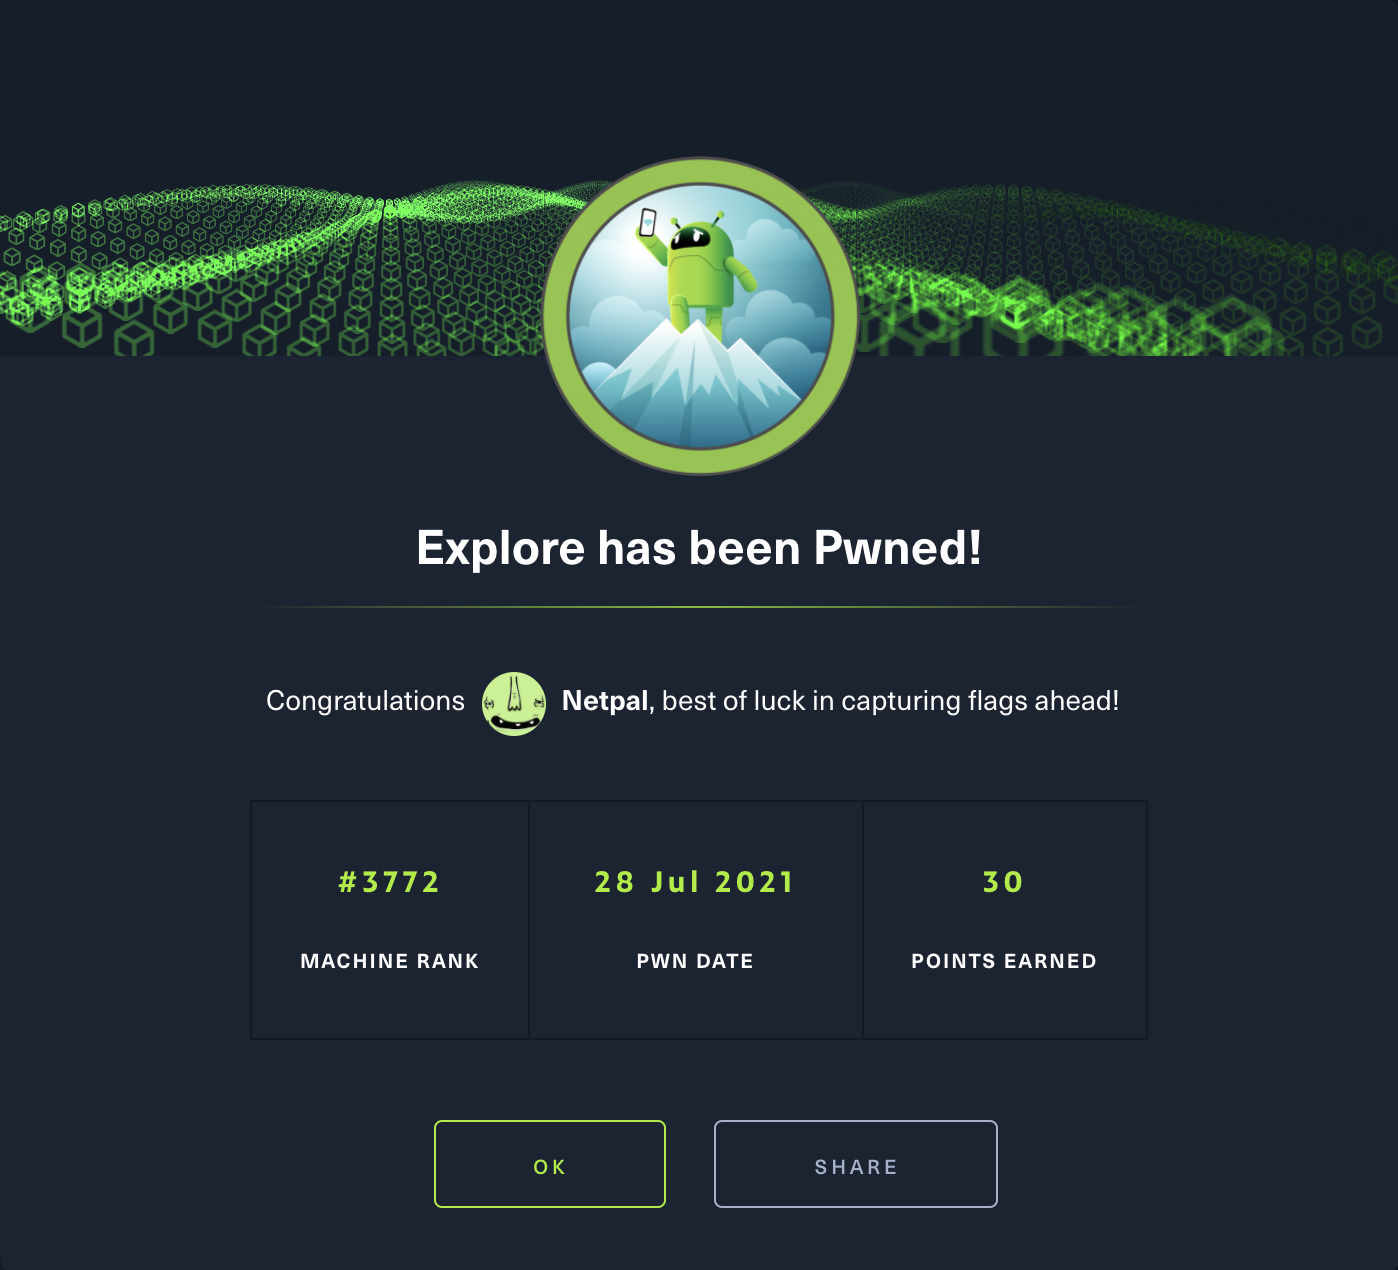 Explore has been Pwned!
Congratulations Netpal, best of luck in capturing flags ahead!
#3772 28 Jul 2021 30
MACHINE RANK PWN DATE POINTS EARNED
OK SHARE